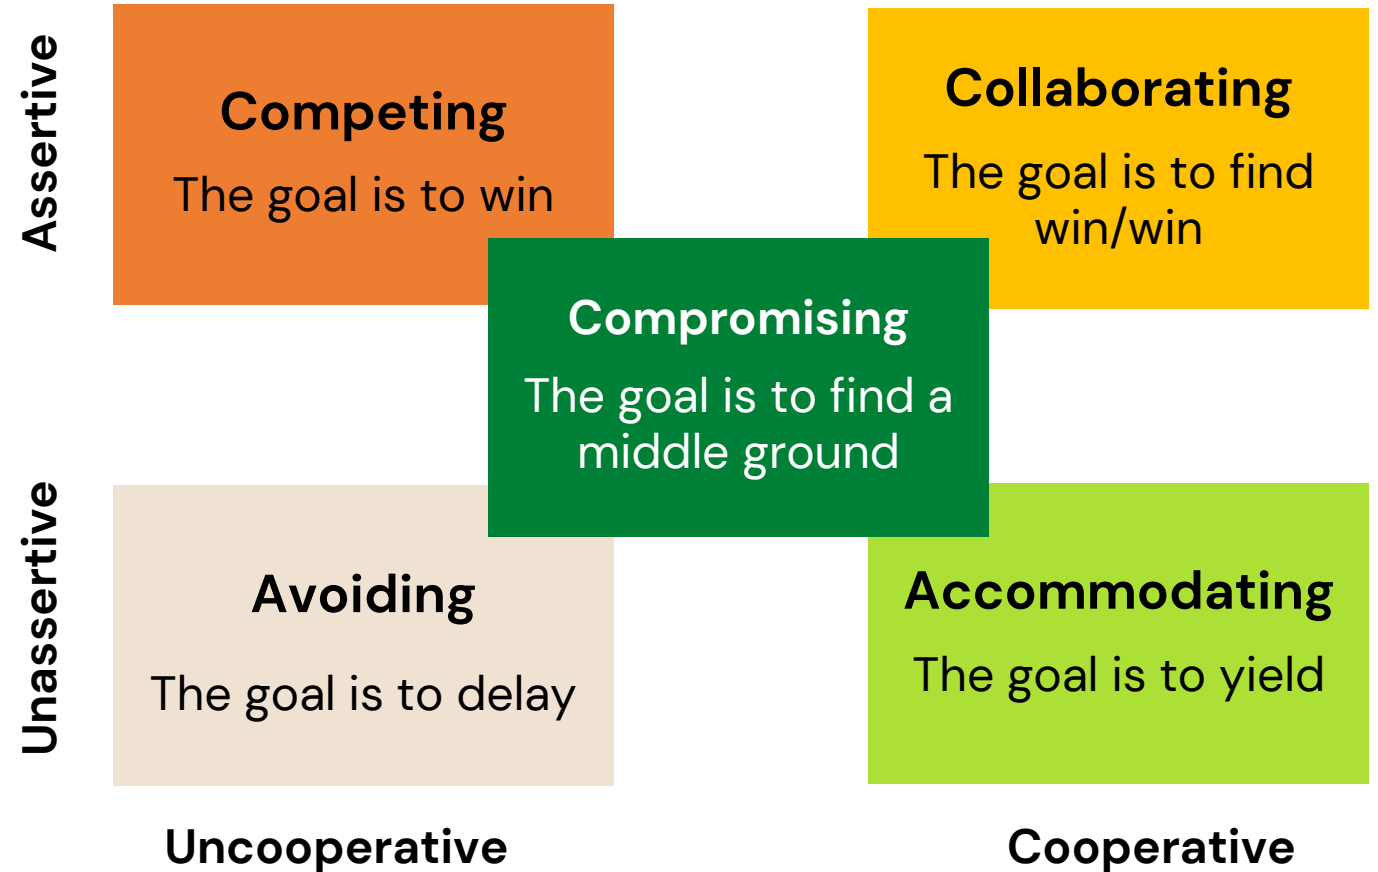 Assertive
Competing
The goal is to win
Collaborating
The goal is to find
win/win
Compromising
The goal is to find a
middle ground
Unassertive
Avoiding
The goal is to delay
Accommodating
The goal is to yield
Uncooperative
Cooperative